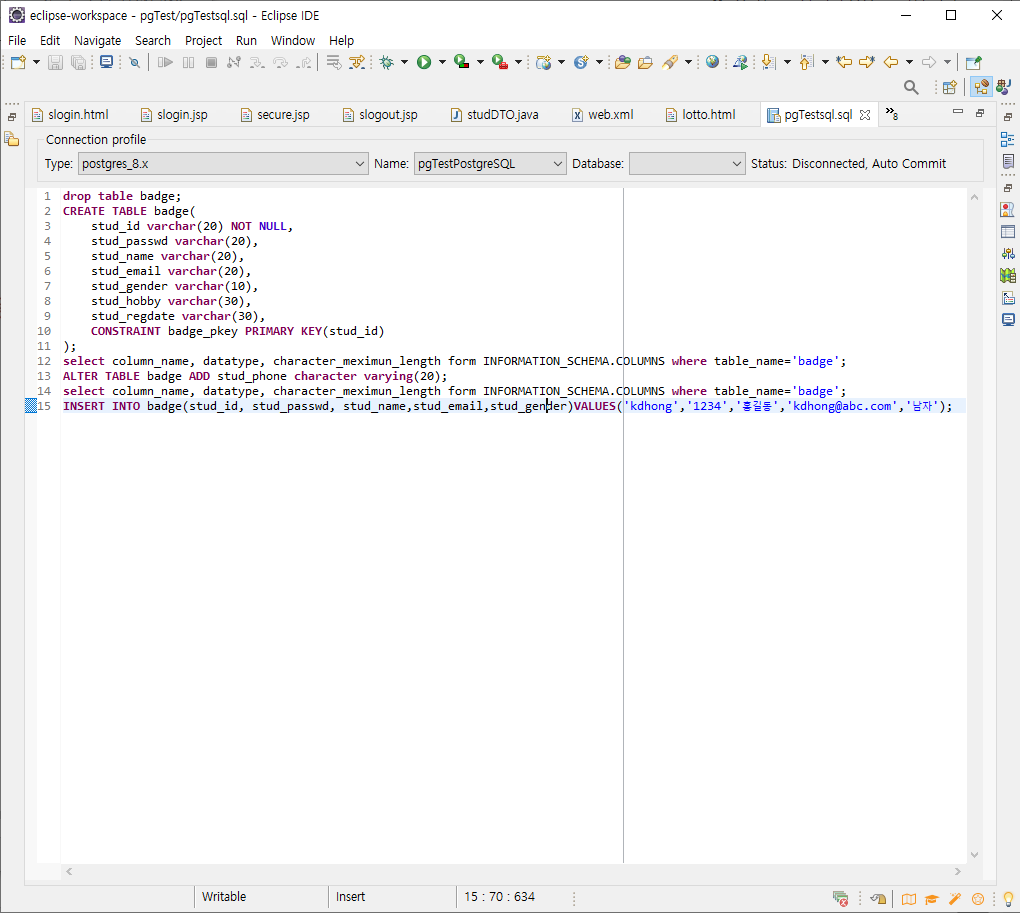 eclipse-workspace - pgTest/pgTestsql.sql - Eclipse IDE
File Edit Navigate Search Project Run Window Help
slogin.html slogin.jsp secure.jsp slogout.jsp studDTO.java web.xml lotto.html pgTestsql.sql »8
Connection profile
Type: postgres_8.x Name: pgTestPostgreSQL Database: Status: Disconnected, Auto Commit
1 drop table badge;
2 CREATE TABLE badge(
3 stud_id varchar(20) NOT NULL,
4 stud_passwd varchar(20),
5 stud_name varchar(20),
6 stud_email varchar(20),
7 stud_gender varchar(10),
8 stud_hobby varchar(30),
9 stud_regdate varchar(30),
10 CONSTRAINT badge_pkey PRIMARY KEY(stud_id)
11 );
12 select column_name, datatype, character_meximun_length form INFORMATION_SCHEMA.COLUMNS where table_name='badge';
13 ALTER TABLE badge ADD stud_phone character varying(20);
14 select column_name, datatype, character_meximun_length form INFORMATION_SCHEMA.COLUMNS where table_name='badge';
15 INSERT INTO badge(stud_id, stud_passwd, stud_name,stud_email,stud_gender)VALUES('kdhong','1234','홍길동','kdhong@abc.com','남자');
Writable Insert 15 : 70 : 634